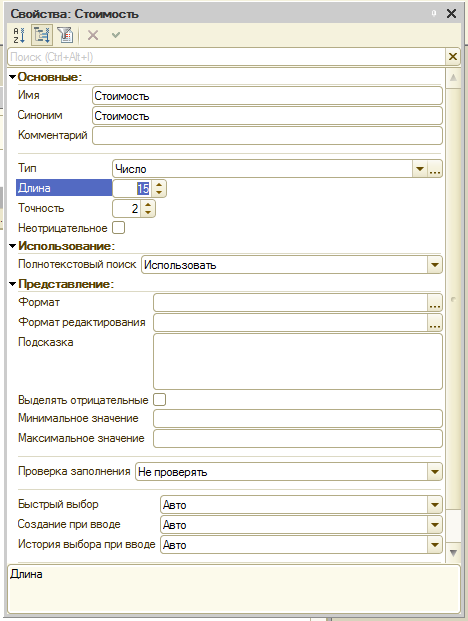 Свойства: Стоимость
Поиск (Ctrl+Alt+I)
Основные:
Имя Стоимость
Синоним Стоимость
Комментарий
Тип Число ...
Длина 15
Точность 2
Неотрицательное
Использование:
Полнотекстовый поиск Использовать
Представление:
Формат ...
Формат редактирования ...
Подсказка
Выделять отрицательные
Минимальное значение
Максимальное значение
Проверка заполнения Не проверять
Быстрый выбор Авто
Создание при вводе Авто
История выбора при вводе Авто
Длина